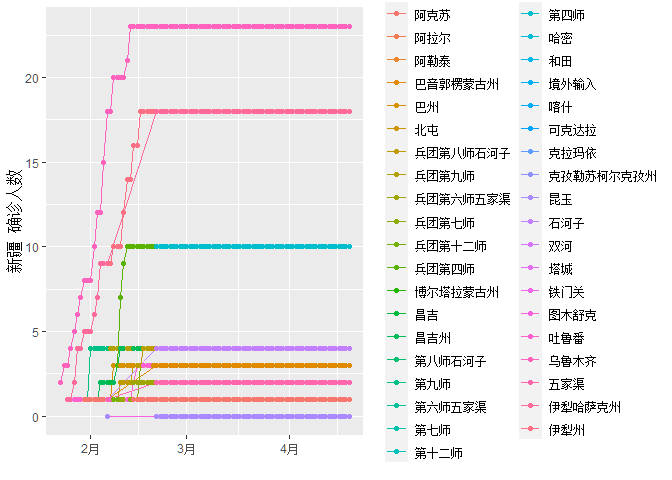 新疆 确诊人数
20
15
10
5
0
2月
3月
4月
阿克苏
阿拉尔
阿勒泰
巴音郭楞蒙古州
巴州
北屯
兵团第八师石河子
兵团第九师
兵团第六师五家渠
兵团第七师
兵团第十二师
兵团第四师
博尔塔拉蒙古州
昌吉
昌吉州
第八师石河子
第九师
第六师五家渠
第七师
第十二师
第四师
哈密
和田
境外输入
喀什
可克达拉
克拉玛依
克孜勒苏柯尔克孜州
昆玉
石河子
双河
塔城
铁门关
图木舒克
吐鲁番
乌鲁木齐
五家渠
伊犁哈萨克州
伊犁州